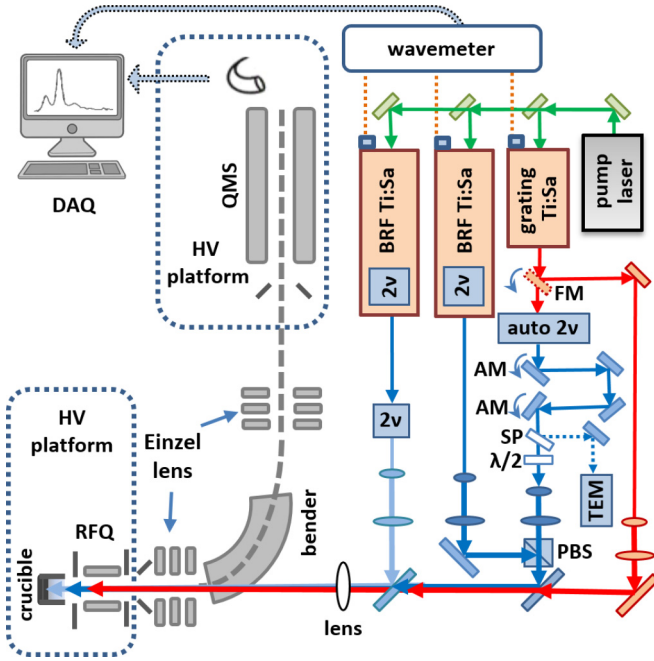 wavemeter
DAQ
QMS
HV
platform
BRF Ti:Sa
2ν
BRF Ti:Sa
2ν
grating
Ti:Sa
pump
laser
FM
auto 2ν
AM
AM
SP
λ/2
TEM
PBS
2ν
HV
platform
Einzel
lens
RFQ
crucible
bender
lens